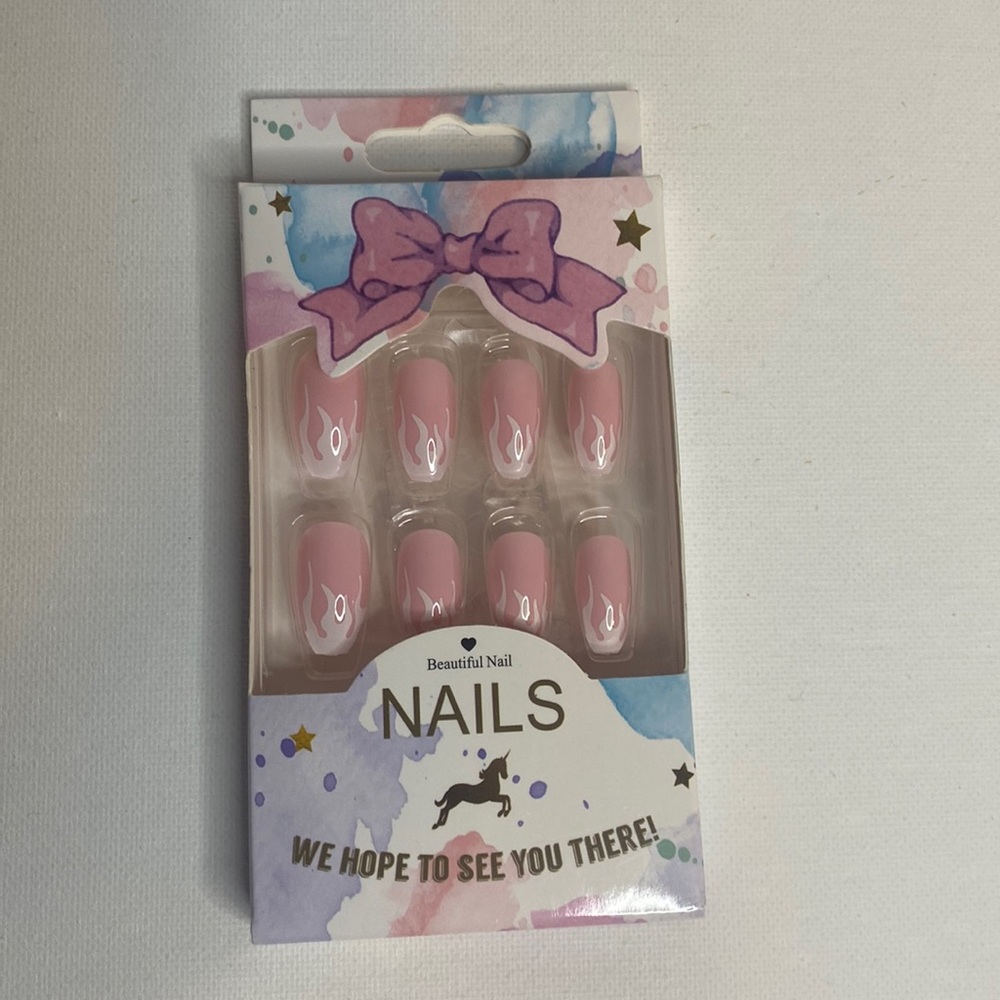 Beautiful Nail
NAILS
WE HOPE TO SEE YOU THERE!